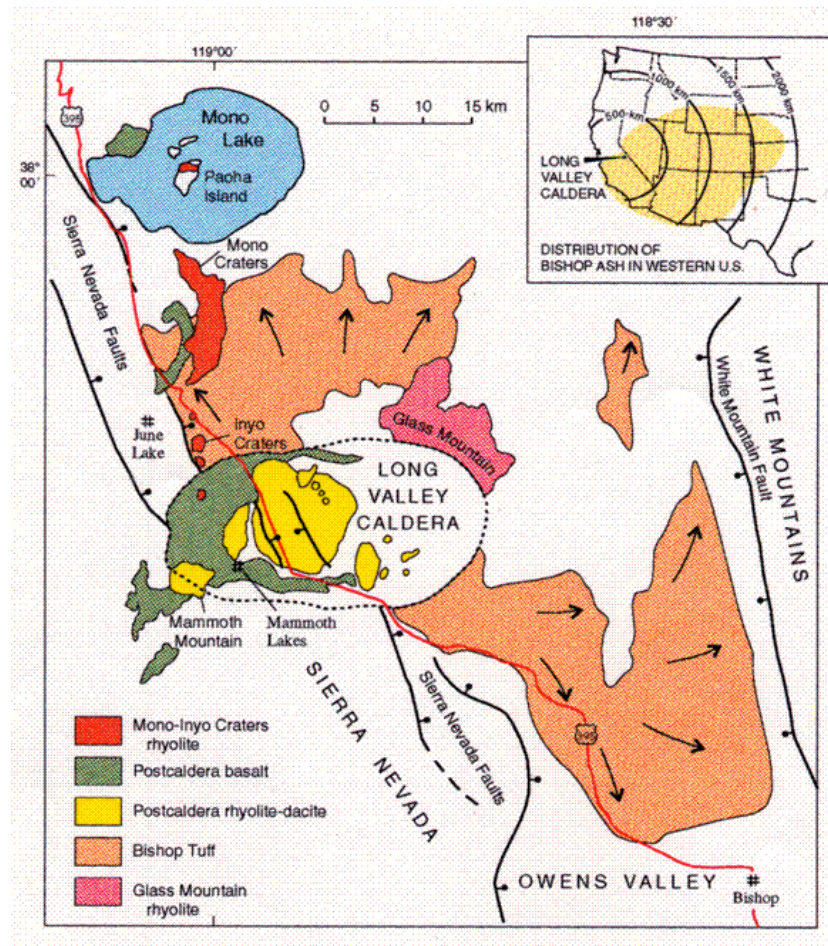 118°30′
119°00′
395
Mono
Lake
0 5 10 15 km
38°
00′
Paoha
Island
Mono
Craters
Sierra Nevada Faults
500 km
1000 km
1500 km
2000 km
LONG
VALLEY
CALDERA
DISTRIBUTION OF
BISHOP ASH IN WESTERN U.S.
June
Lake
Inyo
Craters
Glass Mountain
LONG
VALLEY
CALDERA
WHITE MOUNTAINS
White Mountain Fault
Mammoth
Mountain
Mammoth
Lakes
SIERRA NEVADA
Sierra Nevada Faults
395
Mono-Inyo Craters
rhyolite
Postcaldera basalt
Postcaldera rhyolite-dacite
Bishop Tuff
Glass Mountain
rhyolite
OWENS VALLEY
Bishop